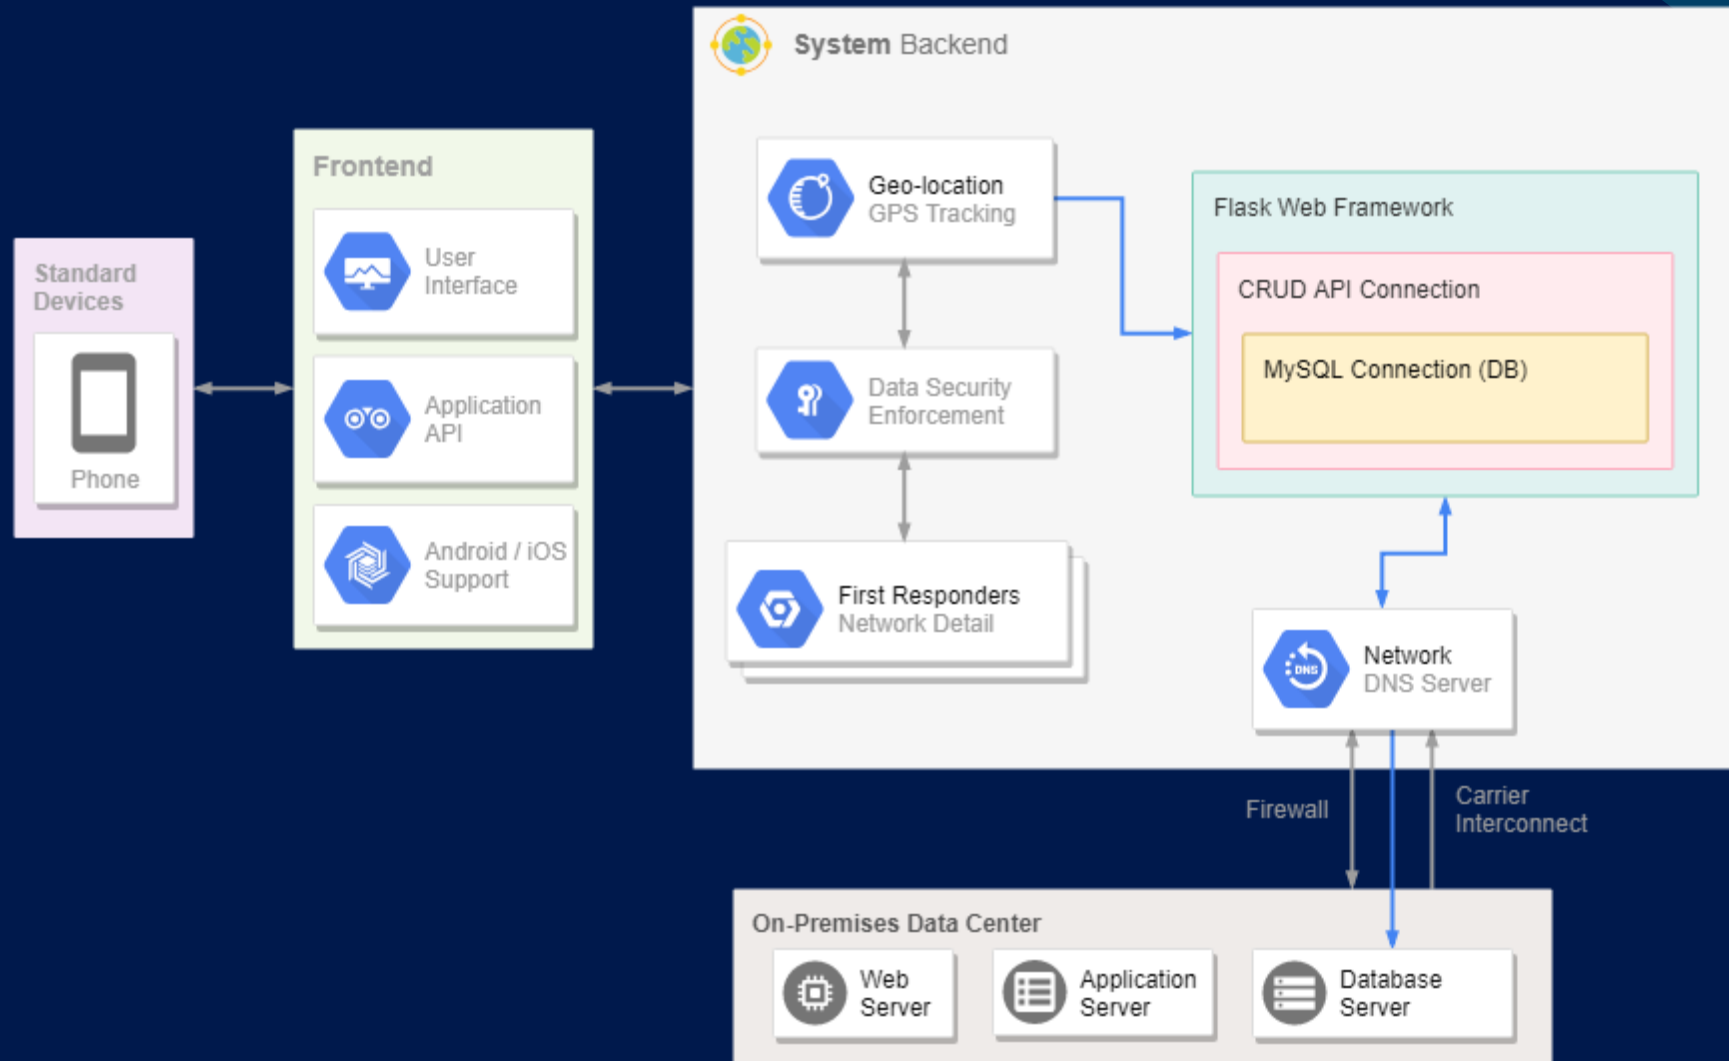 System Backend
Frontend
Standard
Devices
Phone
User
Interface
Application
API
Android / iOS
Support
Geo-location
GPS Tracking
Data Security
Enforcement
First Responders
Network Detail
Flask Web Framework
CRUD API Connection
MySQL Connection (DB)
DNS
Network
DNS Server
Firewall
Carrier
Interconnect
On-Premises Data Center
Web
Server
Application
Server
Database
Server